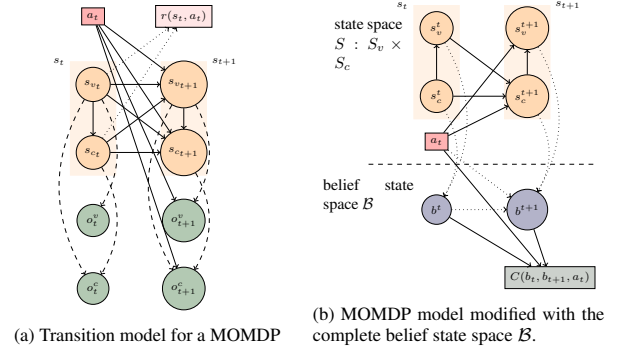 a_t
r(s_t, a_t)
s_t
s_{t+1}
s_{v_t}
s_{v_{t+1}}
s_{c_t}
s_{c_{t+1}}
o_t^v
o_{t+1}^v
o_t^c
o_{t+1}^c
(a) Transition model for a MOMDP
state space
S : S_v ×
S_c
s_t
s_{t+1}
s_v^t
s_v^{t+1}
s_c^t
s_c^{t+1}
a_t
belief state
space B
b^t
b^{t+1}
C(b_t, b_{t+1}, a_t)
(b) MOMDP model modified with the
complete belief state space B.